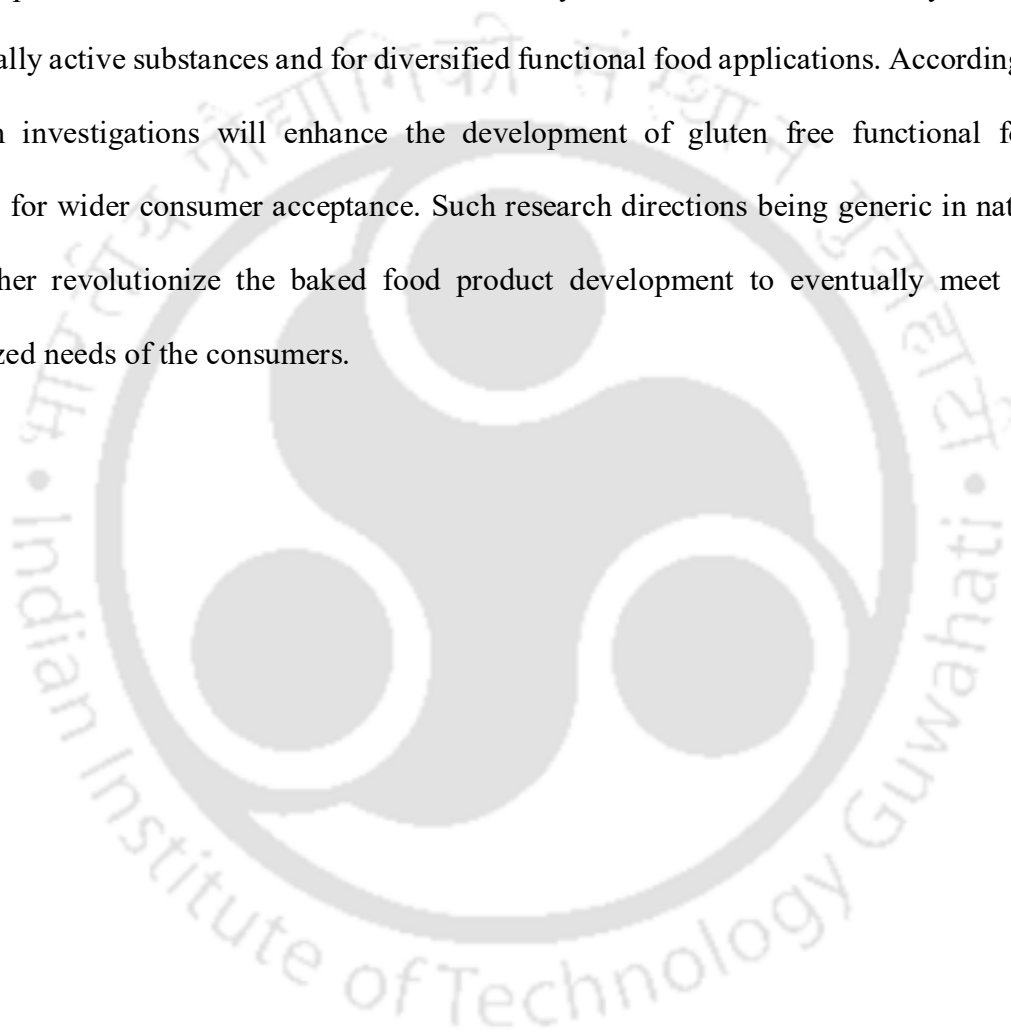 ally active substances and for diversified functional food applications. According
investigations will enhance the development of gluten free functional
for wider consumer acceptance. Such research directions being generic in
her revolutionize the baked food product development to eventually meet
zed needs of the consumers.
भारतीय प्रौद्योगिकी संस्थान गुवाहाटी
• Indian Institute of Technology Guwahati •